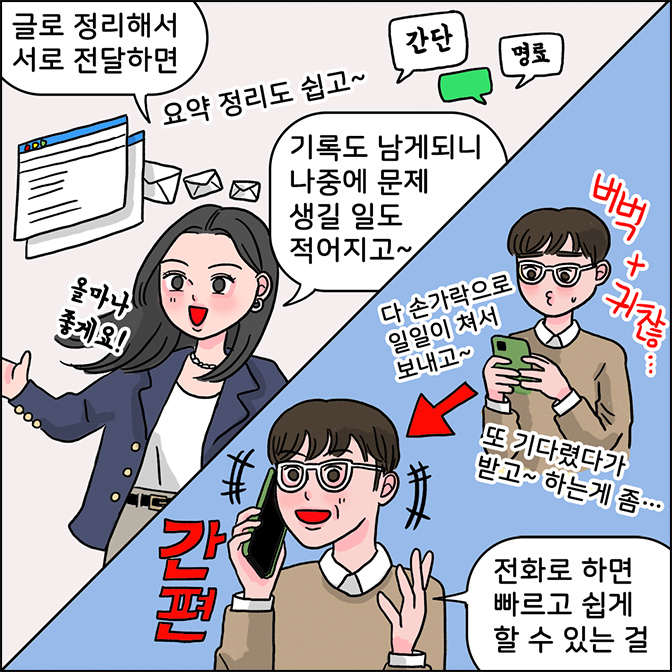 글로 정리해서
서로 전달하면
요약 정리도 쉽고~
간단
명료
기록도 남게되니
나중에 문제
생길 일도
적어지고~
올마나
좋게요!
버벅
+
귀찮...
다 손가락으로
일일이 쳐서
보내고~
또 기다렸다가
받고~ 하는게 좀...
간편
전화로 하면
빠르고 쉽게
할 수 있는 걸